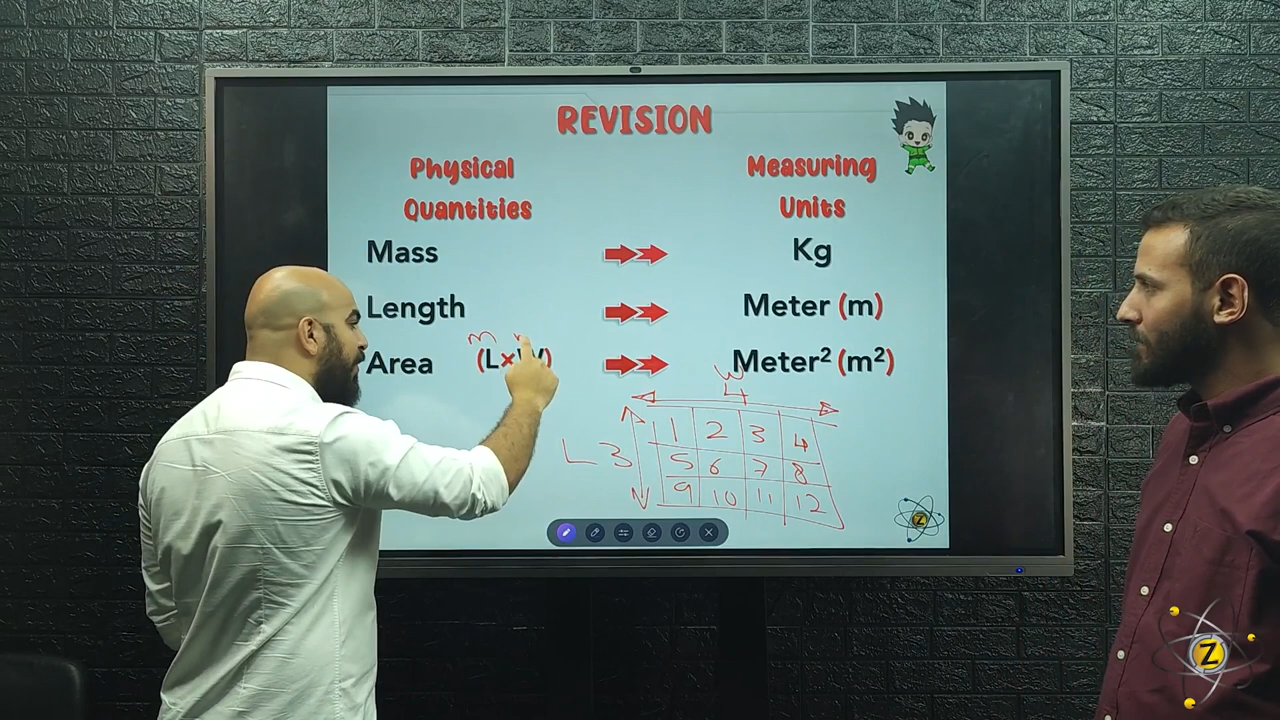 REVISION
Physical Quantities
Measuring Units
Mass
Kg
Length
Meter (m)
m
Area (L×W)
Meter² (m²)
W
4
L 3
1 2 3 4
5 6 7 8
9 10 11 12
Z
Z